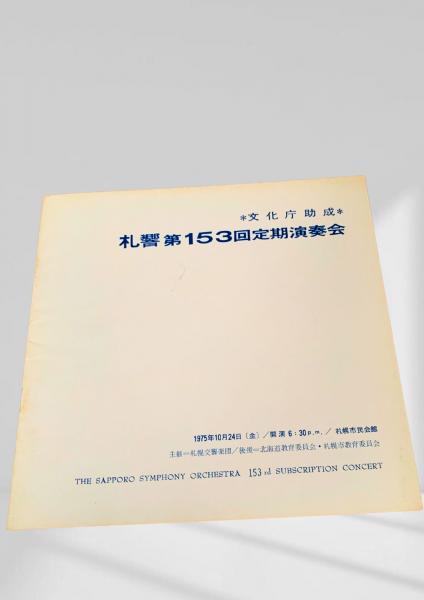 *文化庁助成*
札響第153回定期演奏会
1975年10月24日〔金〕／開演6:30p.m.／札幌市民会館
主催=札幌交響楽団/後援=北海道教育委員会・札幌市教育委員会
THE SAPPORO SYMPHONY ORCHESTRA 153rd SUBSCRIPTION CONCERT